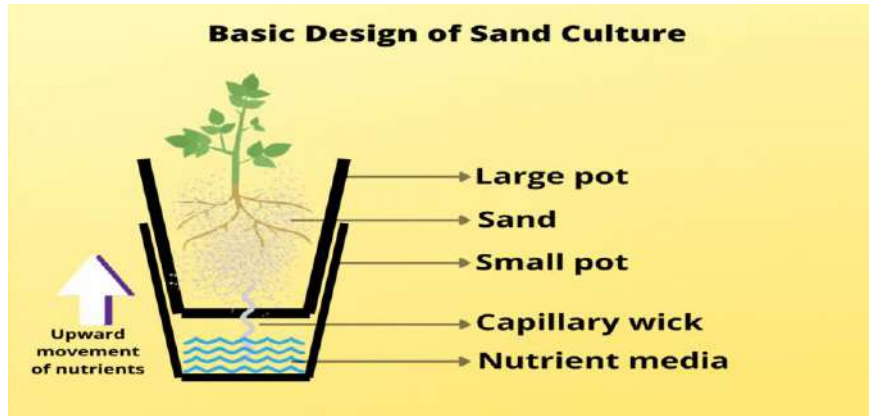 Basic Design of Sand Culture
Large pot
Sand
Small pot
Capillary wick
Nutrient media
Upward
movement
of nutrients